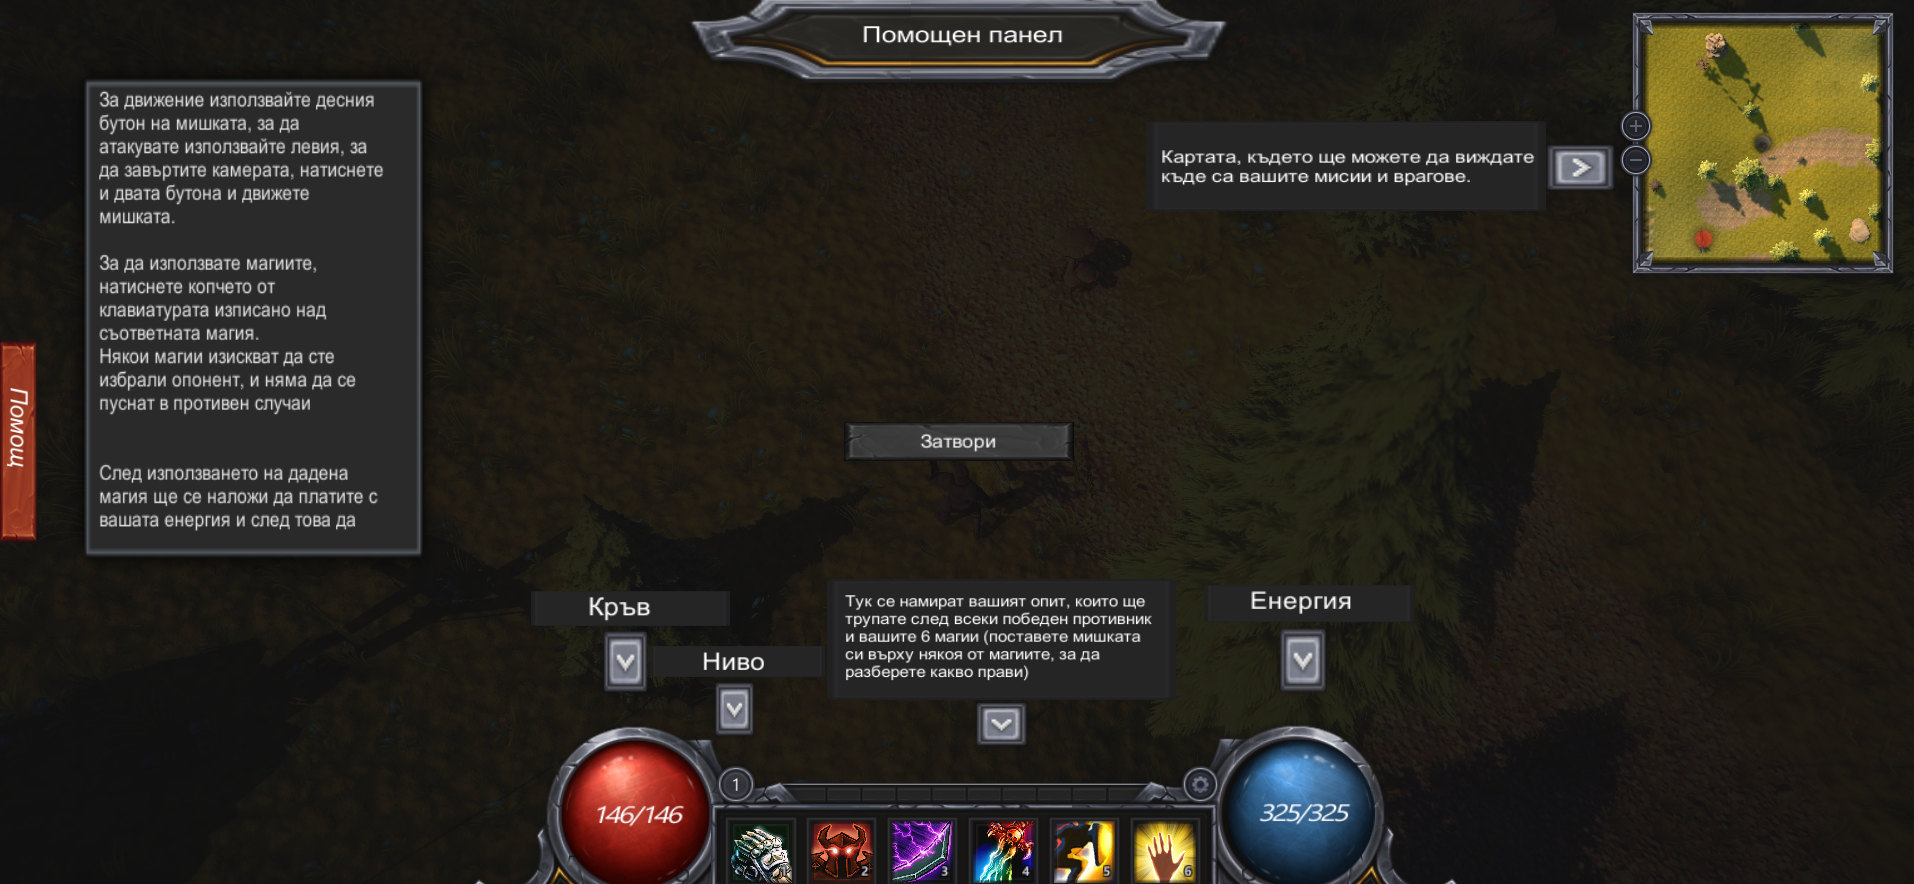 Помощен панел
За движение използвайте десния
бутон на мишката, за да
атакувате използвайте левия, за
да завъртите камерата, натиснете
и двата бутона и движете
мишката.
За да използвате магиите,
натиснете копчето от
клавиатурата изписано над
съответната магия.
Някои магии изискват да сте
избрали опонент, и няма да се
пуснат в противен случаи
След използването на дадена
магия ще се наложи да платите с
вашата енергия и след това да
Картата, където ще можете да виждате
къде са вашите мисии и врагове.
Помощ
Затвори
Кръв
Ниво
Тук се намират вашият опит, които ще
трупате след всеки победен противник
и вашите 6 магии (поставете мишката
си върху някоя от магиите, за да
разберете какво прави)
Енергия
146/146
1
325/325
2
3
4
5
6